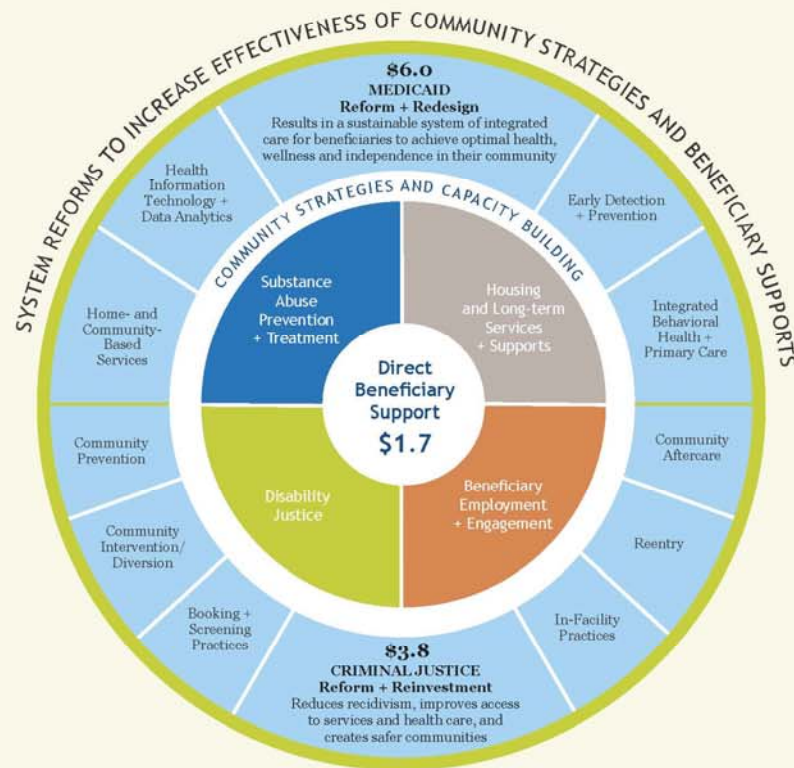 SYSTEM REFORMS TO INCREASE EFFECTIVENESS OF COMMUNITY STRATEGIES AND BENEFICIARY SUPPORTS
$6.0
MEDICAID
Reform + Redesign
Results in a sustainable system of integrated
care for beneficiaries to achieve optimal health,
wellness and independence in their community
Health
Information
Technology +
Data Analytics
Early Detection
+ Prevention
Home- and
Community-
Based
Services
Integrated
Behavioral
Health +
Primary Care
COMMUNITY STRATEGIES AND CAPACITY BUILDING
Substance
Abuse
Prevention
+ Treatment
Housing
and Long-term
Services
+ Supports
Direct
Beneficiary
Support
$1.7
Disability
Justice
Beneficiary
Employment
+ Engagement
Community
Prevention
Community
Aftercare
Community
Intervention/
Diversion
Reentry
Booking +
Screening
Practices
In-Facility
Practices
$3.8
CRIMINAL JUSTICE
Reform + Reinvestment
Reduces recidivism, improves access
to services and health care, and
creates safer communities